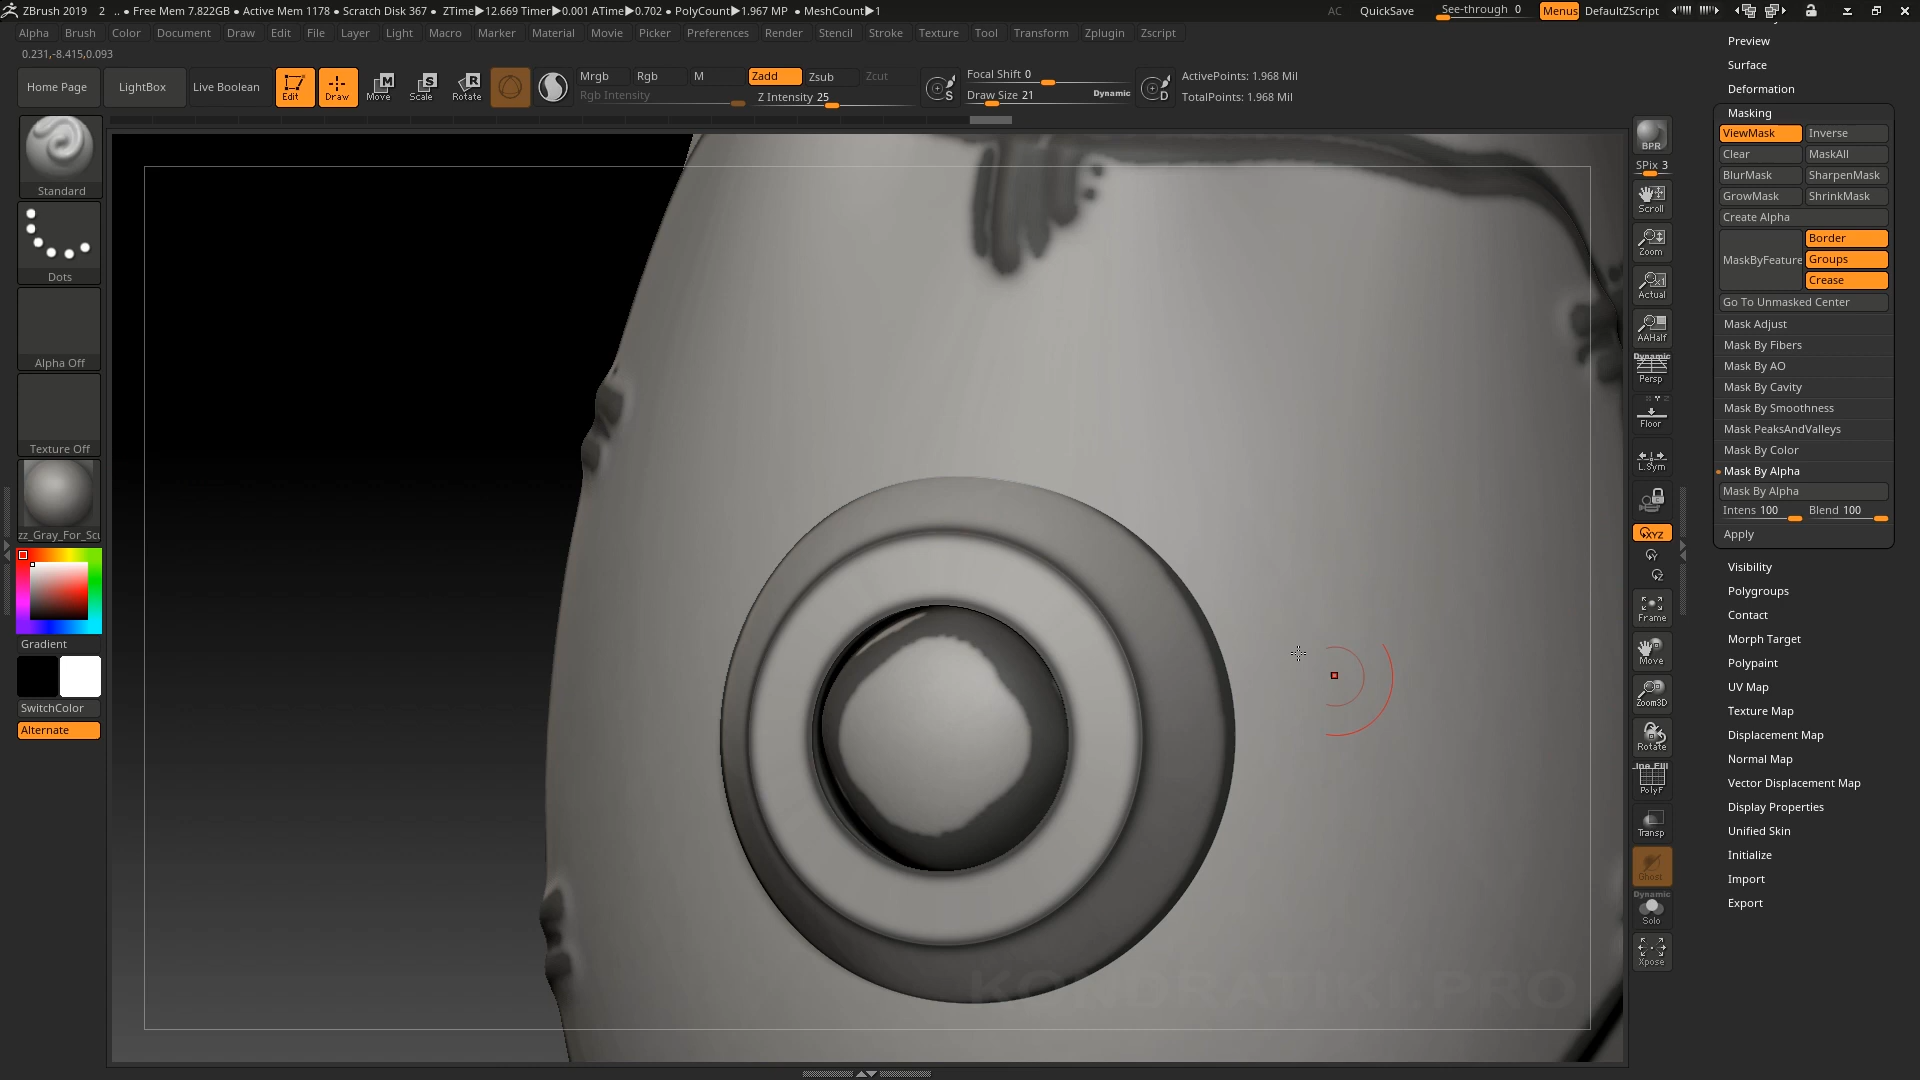 ZBrush 2019 2 .. • Free Mem 7.822GB • Active Mem 1178 • Scratch Disk 367 • ZTime▶12.669 Timer▶0.001 ATime▶0.702 • PolyCount▶1.967 MP • MeshCount▶1 AC QuickSave See-through 0 Menus DefaultZScript
Alpha Brush Color Document Draw Edit File Layer Light Macro Marker Material Movie Picker Preferences Render Stencil Stroke Texture Tool Transform Zplugin Zscript
0.231,-8.415,0.093
Home Page LightBox Live Boolean Edit Draw Move Scale Rotate
Mrgb Rgb M Zadd Zsub Zcut
Rgb Intensity Z Intensity 25
S Focal Shift 0
Draw Size 21 Dynamic D
ActivePoints: 1.968 Mil
TotalPoints: 1.968 Mil
Standard
Dots
Alpha Off
Texture Off
zz_Gray_For_Scu
Gradient
SwitchColor
Alternate
KONDRATIKI.PRO
BPR
SPix 3
Scroll
Zoom
Actual
AAHalf
Dynamic
Persp
Floor
L.Sym
XYZ
Y
Z
Frame
Move
Zoom3D
Rotate
Line Fill
PolyF
Transp
Ghost
Dynamic
Solo
Xpose
Preview
Surface
Deformation
Masking
ViewMask Inverse
Clear MaskAll
BlurMask SharpenMask
GrowMask ShrinkMask
Create Alpha
MaskByFeature Border
Groups
Crease
Go To Unmasked Center
Mask Adjust
Mask By Fibers
Mask By AO
Mask By Cavity
Mask By Smoothness
Mask PeaksAndValleys
Mask By Color
Mask By Alpha
Mask By Alpha
Intens 100 Blend 100
Apply
Visibility
Polygroups
Contact
Morph Target
Polypaint
UV Map
Texture Map
Displacement Map
Normal Map
Vector Displacement Map
Display Properties
Unified Skin
Initialize
Import
Export